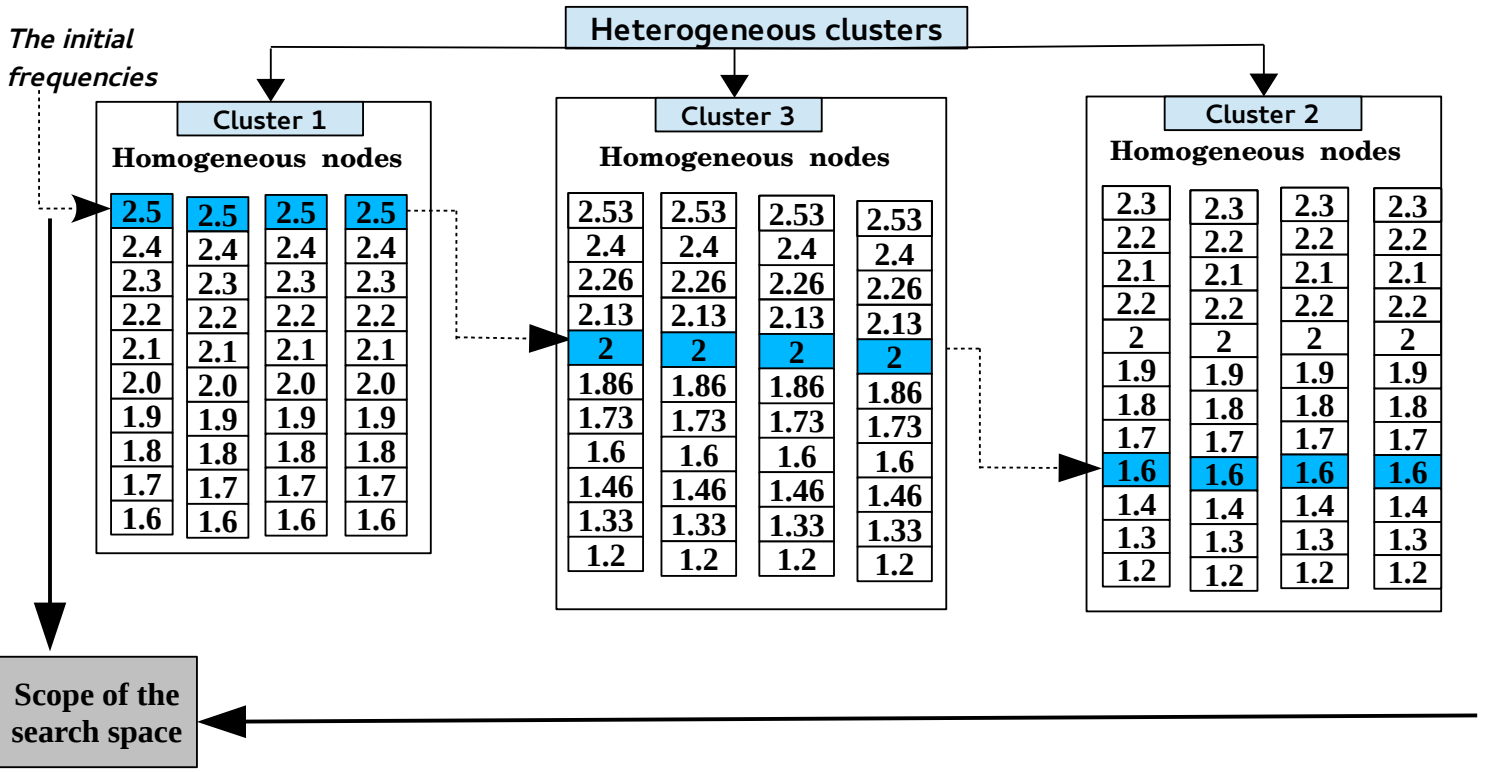 Heterogeneous clusters
The initial
frequencies
Cluster 1
Homogeneous nodes
2.5 2.5 2.5 2.5
2.4 2.4 2.4 2.4
2.3 2.3 2.3 2.3
2.2 2.2 2.2 2.2
2.1 2.1 2.1 2.1
2.0 2.0 2.0 2.0
1.9 1.9 1.9 1.9
1.8 1.8 1.8 1.8
1.7 1.7 1.7 1.7
1.6 1.6 1.6 1.6
Cluster 3
Homogeneous nodes
2.53 2.53 2.53 2.53
2.4 2.4 2.4 2.4
2.26 2.26 2.26 2.26
2.13 2.13 2.13 2.13
2 2 2 2
1.86 1.86 1.86 1.86
1.73 1.73 1.73 1.73
1.6 1.6 1.6 1.6
1.46 1.46 1.46 1.46
1.33 1.33 1.33 1.33
1.2 1.2 1.2 1.2
Cluster 2
Homogeneous nodes
2.3 2.3 2.3 2.3
2.2 2.2 2.2 2.2
2.1 2.1 2.1 2.1
2.2 2.2 2.2 2.2
2 2 2 2
1.9 1.9 1.9 1.9
1.8 1.8 1.8 1.8
1.7 1.7 1.7 1.7
1.6 1.6 1.6 1.6
1.4 1.4 1.4 1.4
1.3 1.3 1.3 1.3
1.2 1.2 1.2 1.2
Scope of the
search space